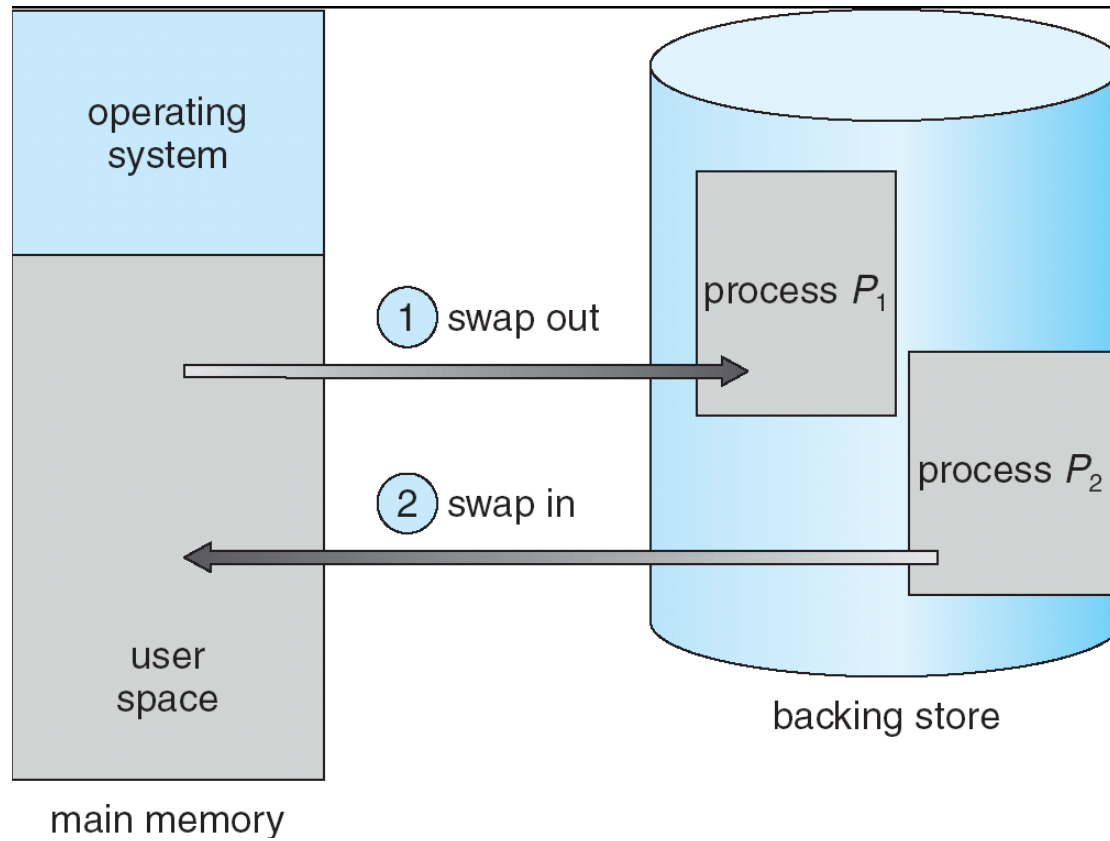 operating
system
process P₁
1 swap out
process P₂
2 swap in
user
space
backing store
main memory